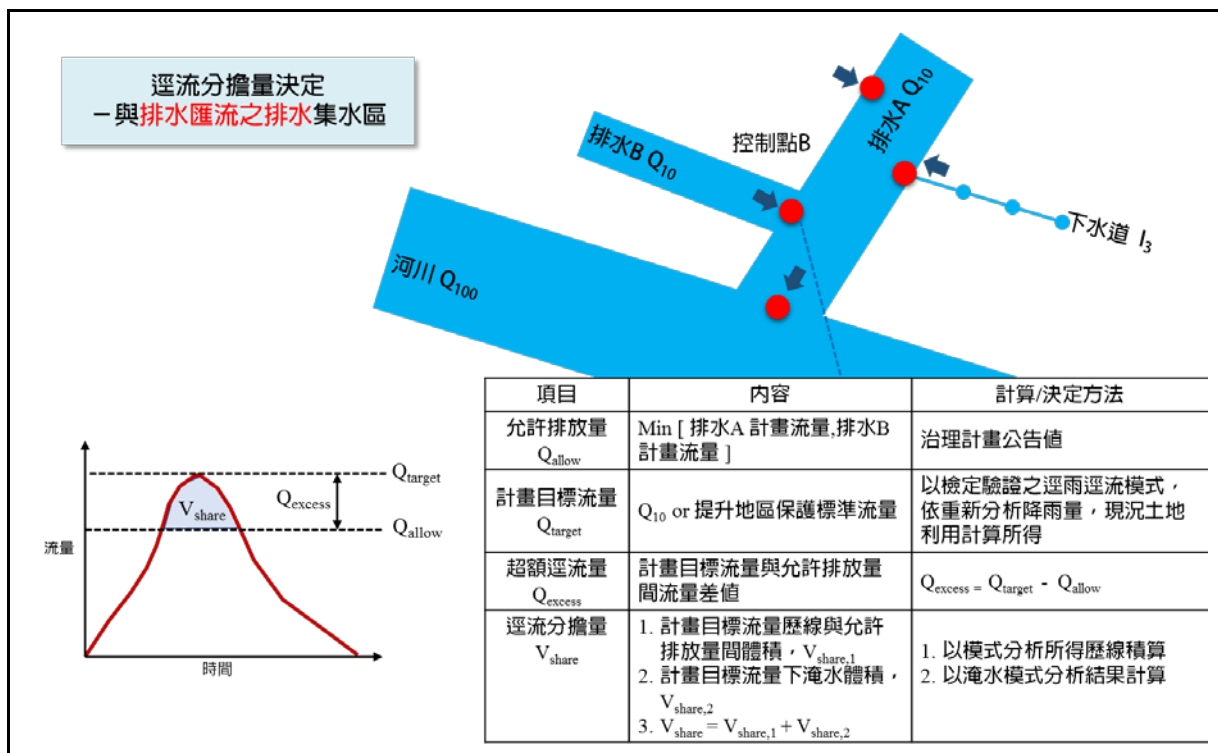 逕流分擔量決定
－與排水匯流之排水集水區
排水A Q10
控制點B
排水B Q10
下水道 I3
河川 Q100
Qtarget
Qexcess
Vshare
Qallow
流量
時間
項目
內容
計算/決定方法
允許排放量
Qallow
Min [ 排水A 計畫流量,排水B
計畫流量 ]
治理計畫公告值
計畫目標流量
Qtarget
Q10 or 提升地區保護標準流量
以檢定驗證之逕雨逕流模式，
依重新分析降雨量，現況土地
利用計算所得
超額逕流量
Qexcess
計畫目標流量與允許排放量
間流量差值
Qexcess = Qtarget - Qallow
逕流分擔量
Vshare
1. 計畫目標流量歷線與允許
排放量間體積，Vshare,1
2. 計畫目標流量下淹水體積，
Vshare,2
3. Vshare = Vshare,1 + Vshare,2
1. 以模式分析所得歷線積算
2. 以淹水模式分析結果計算